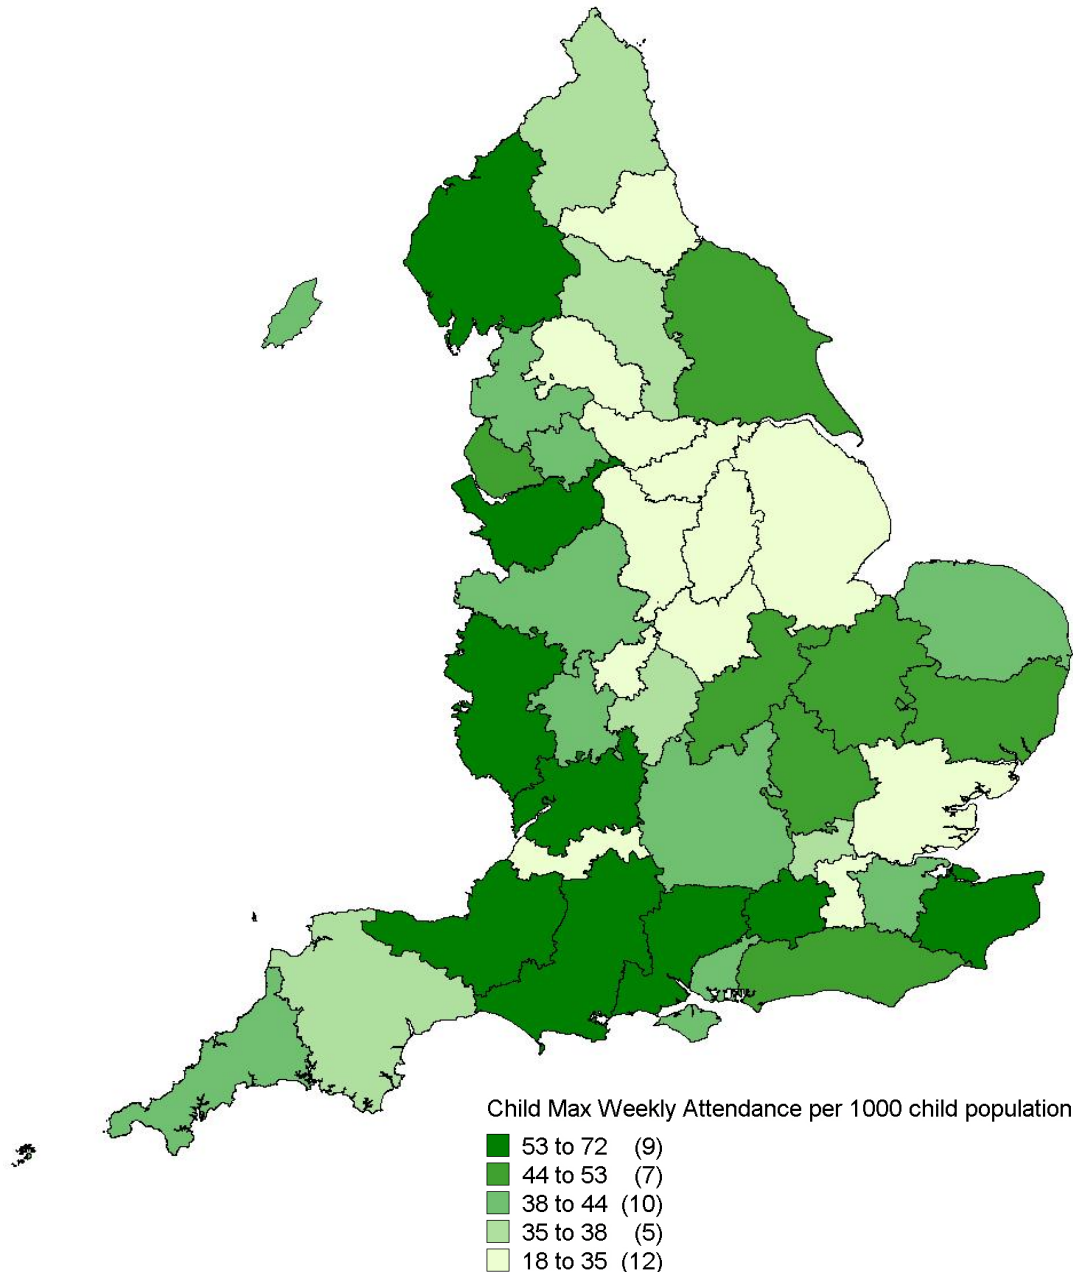 Child Max Weekly Attendance per 1000 child population
53 to 72 (9)
44 to 53 (7)
38 to 44 (10)
35 to 38 (5)
18 to 35 (12)